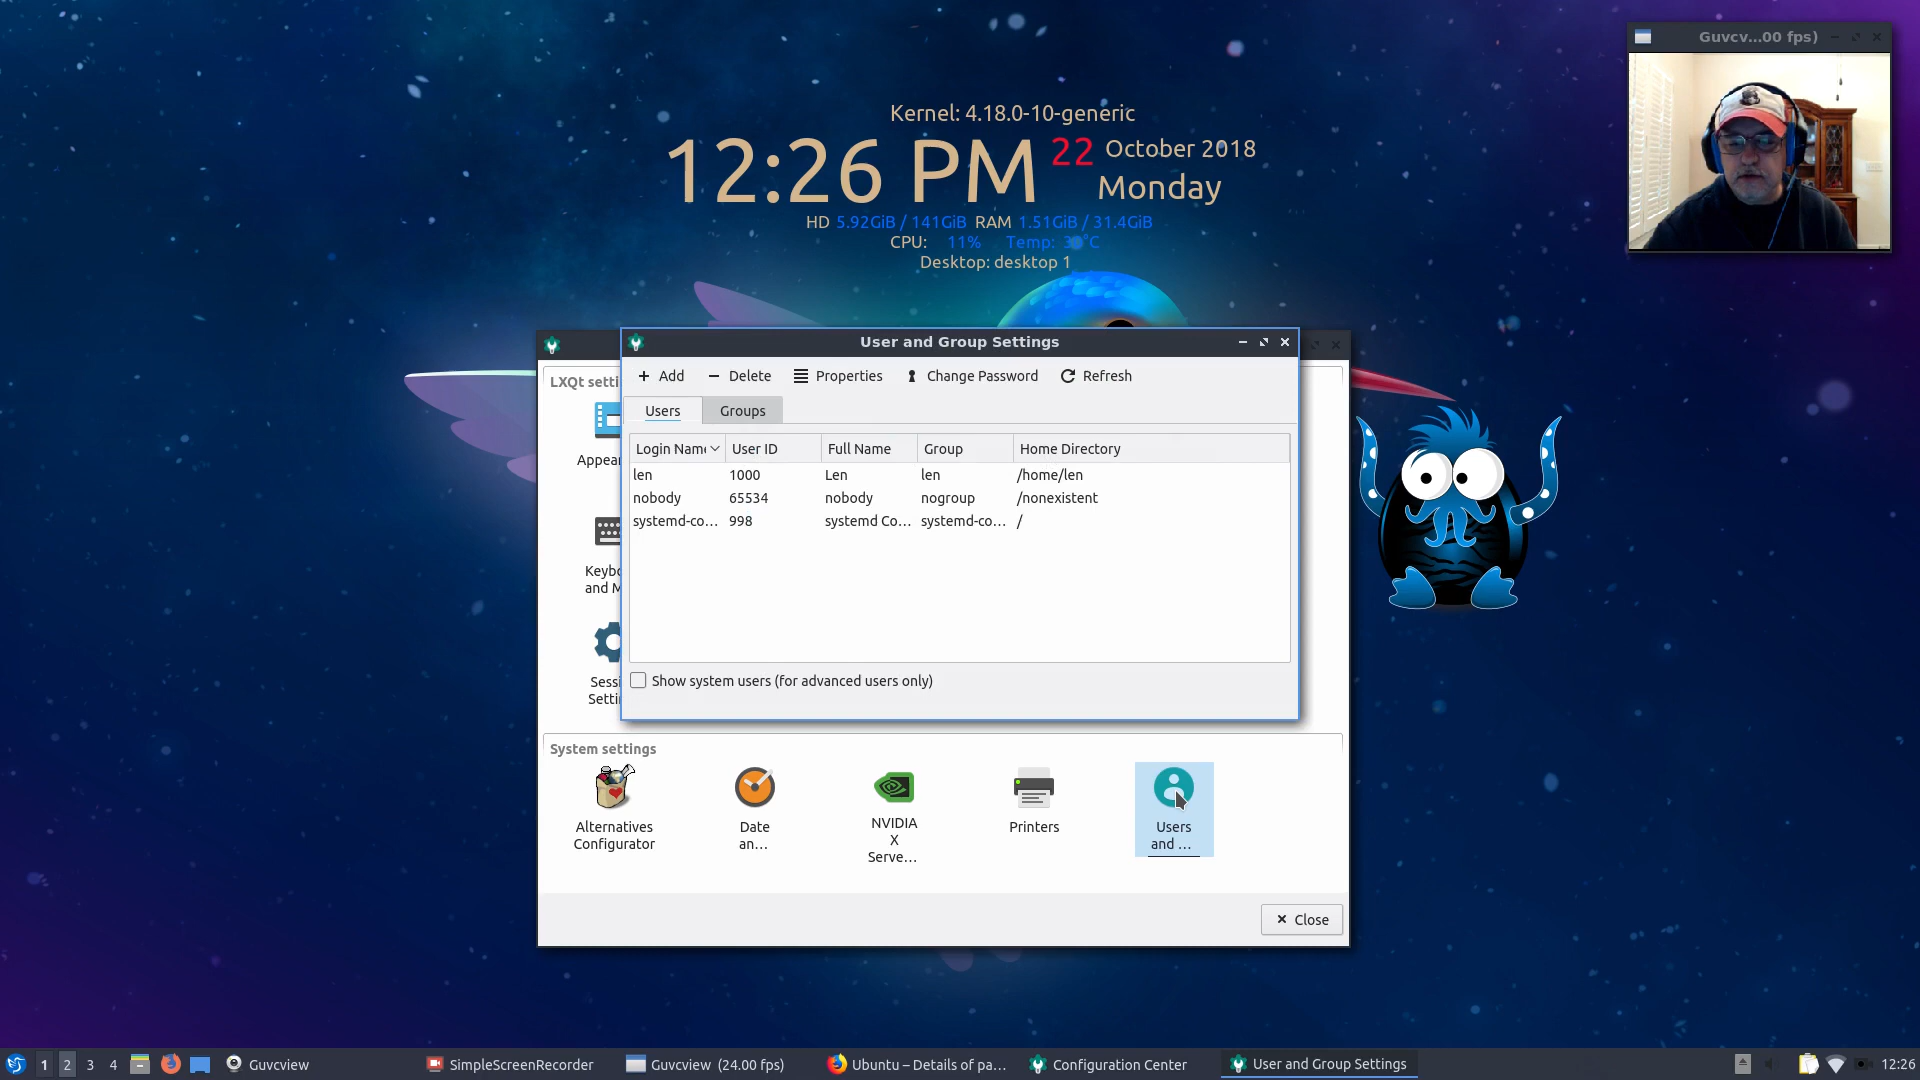 Guvcv...00 fps)
Kernel: 4.18.0-10-generic
12:26 PM 22 October 2018
Monday
HD 5.92GiB / 141GiB RAM 1.51GiB / 31.4GiB
CPU: 11% Temp:
Desktop: desktop 1
User and Group Settings
Add Delete Properties Change Password Refresh
Users Groups
Login Name User ID Full Name Group Home Directory
len 1000 Len len /home/len
nobody 65534 nobody nogroup /nonexistent
systemd-co... 998 systemd Co... systemd-co... /
Show system users (for advanced users only)
LXQt setti
Appea
Keybo
and M
Sessi
Setti
System settings
Alternatives
Configurator
Date
an...
NVIDIA
X
Serve...
Printers
Users
and ...
Close
1 2 3 4 Guvcview SimpleScreenRecorder Guvcview (24.00 fps) Ubuntu – Details of pa... Configuration Center User and Group Settings 12:26